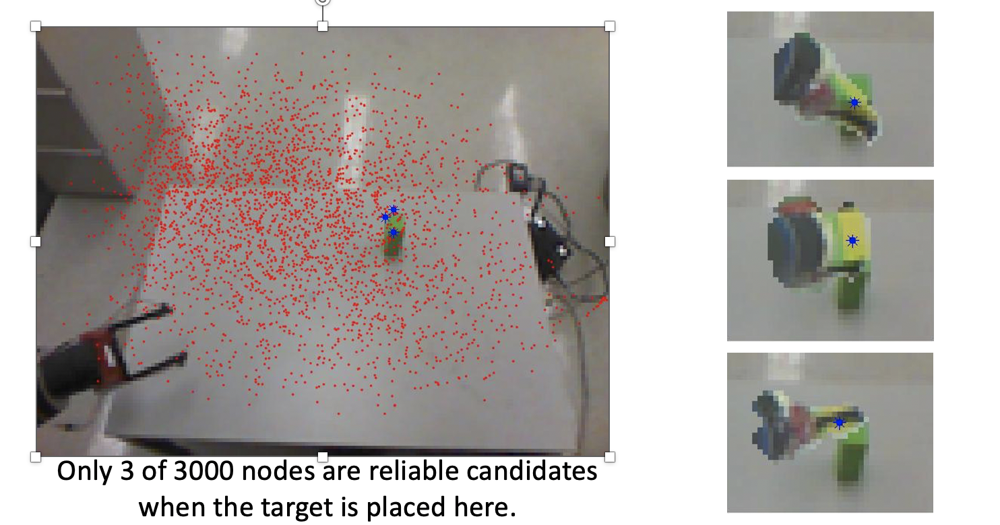 Only 3 of 3000 nodes are reliable candidates
when the target is placed here.